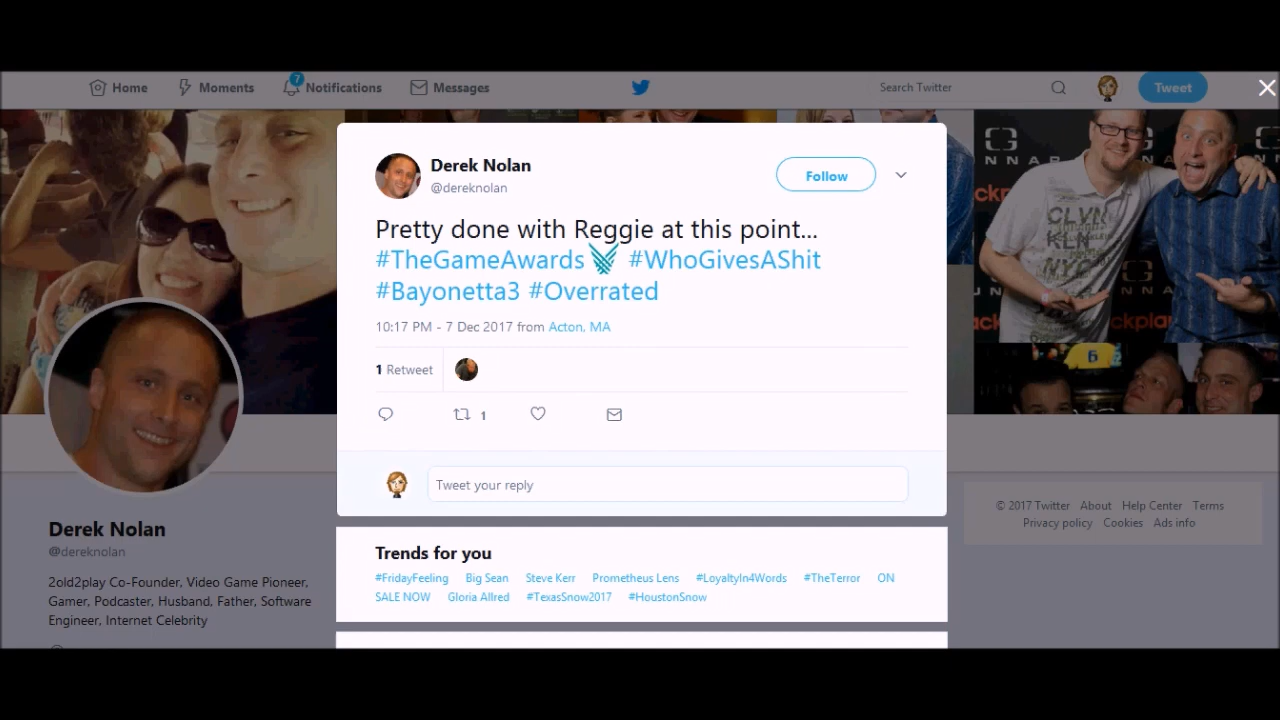 Home Moments 7 Notifications Messages Search Twitter Tweet
Derek Nolan
@dereknolan
Follow
Pretty done with Reggie at this point...
#TheGameAwards #WhoGivesAShit
#Bayonetta3 #Overrated
10:17 PM - 7 Dec 2017 from Acton, MA
1 Retweet
1
Tweet your reply
Trends for you
#FridayFeeling Big Sean Steve Kerr Prometheus Lens #LoyaltyIn4Words #TheTerror ON
SALE NOW Gloria Allred #TexasSnow2017 #HoustonSnow
Derek Nolan
@dereknolan
2old2play Co-Founder, Video Game Pioneer,
Gamer, Podcaster, Husband, Father, Software
Engineer, Internet Celebrity
© 2017 Twitter About Help Center Terms
Privacy policy Cookies Ads info
CLVN
NYC
6